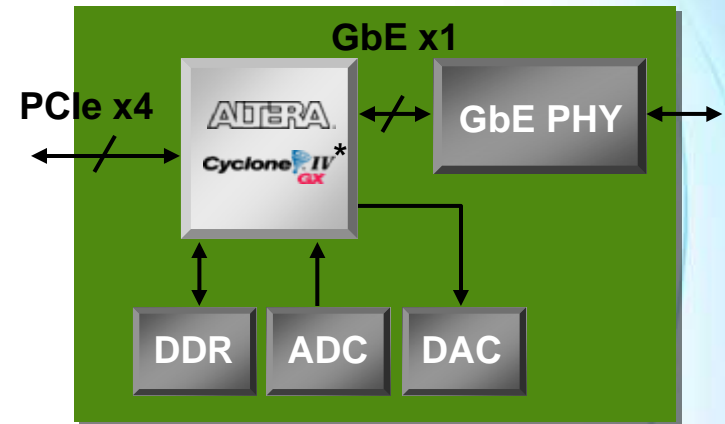 GbE x1
PCIe x4
ALTERA.
Cyclone IV *
GX
GbE PHY
DDR
ADC
DAC